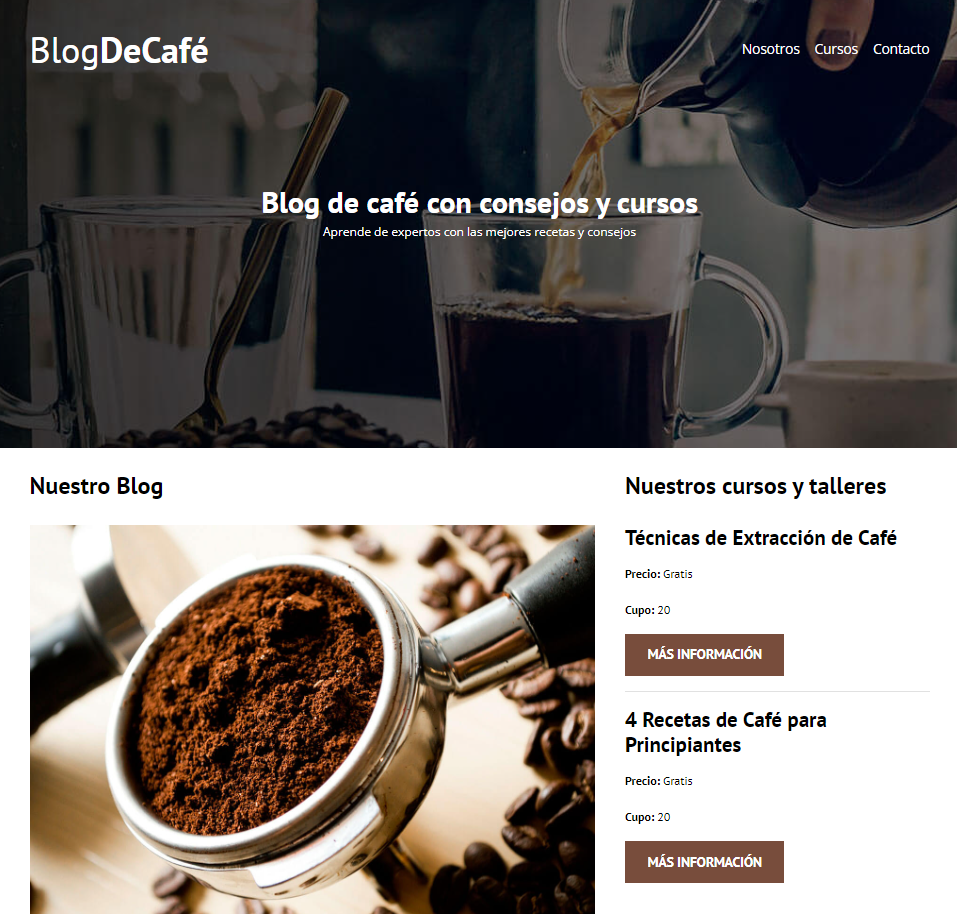 BlogDeCafé
Nosotros Cursos Contacto
Blog de café con consejos y cursos
Aprende de expertos con las mejores recetas y consejos
Nuestro Blog
Nuestros cursos y talleres
Técnicas de Extracción de Café
Precio: Gratis
Cupo: 20
MÁS INFORMACIÓN
4 Recetas de Café para
Principiantes
Precio: Gratis
Cupo: 20
MÁS INFORMACIÓN